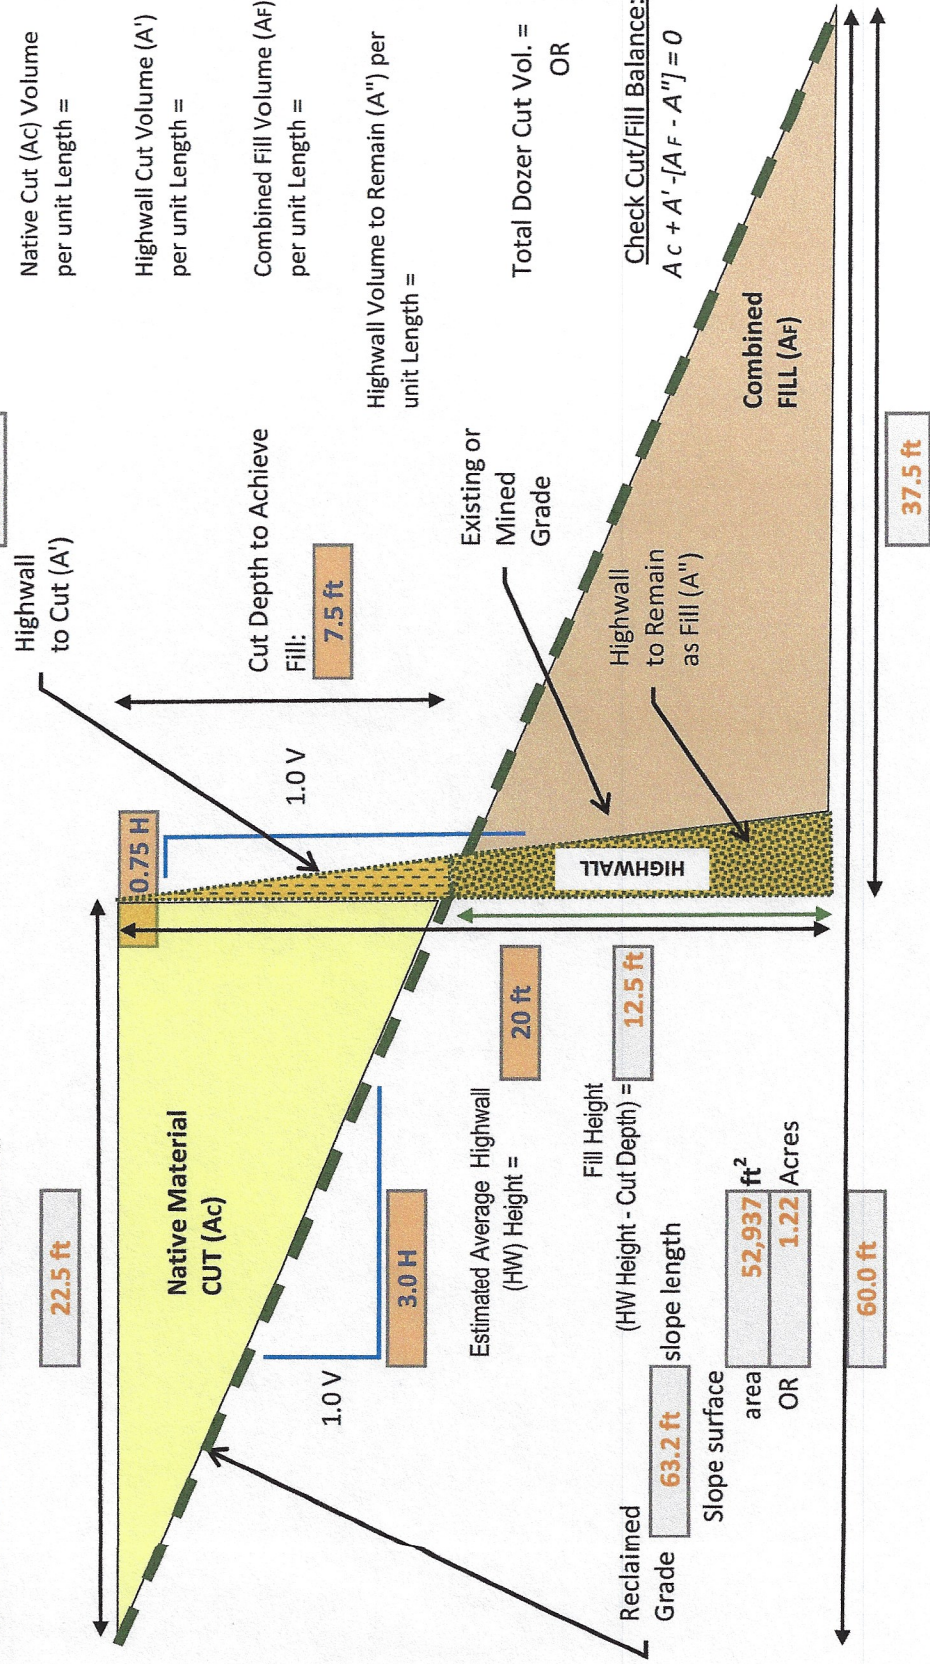 22.5 ft
Native Material
CUT (Ac)
1.0 V
3.0 H
Reclaimed
Grade
63.2 ft
slope length
Slope surface
area
52,937 ft²
OR
1.22 Acres
60.0 ft
Estimated Average Highwall
(HW) Height =
20 ft
Fill Height
(HW Height - Cut Depth) =
12.5 ft
0.75 H
1.0 V
HIGHWALL
Highwall
to Cut (A')
Cut Depth to Achieve
Fill:
7.5 ft
Existing or
Mined
Grade
Highwall
to Remain
as Fill (A")
Combined
FILL (AF)
37.5 ft
Native Cut (Ac) Volume
per unit Length =
Highwall Cut Volume (A')
per unit Length =
Combined Fill Volume (AF)
per unit Length =
Highwall Volume to Remain (A") per
unit Length =
Total Dozer Cut Vol. =
OR
Check Cut/Fill Balance:
Ac + A' -[AF - A"] = 0